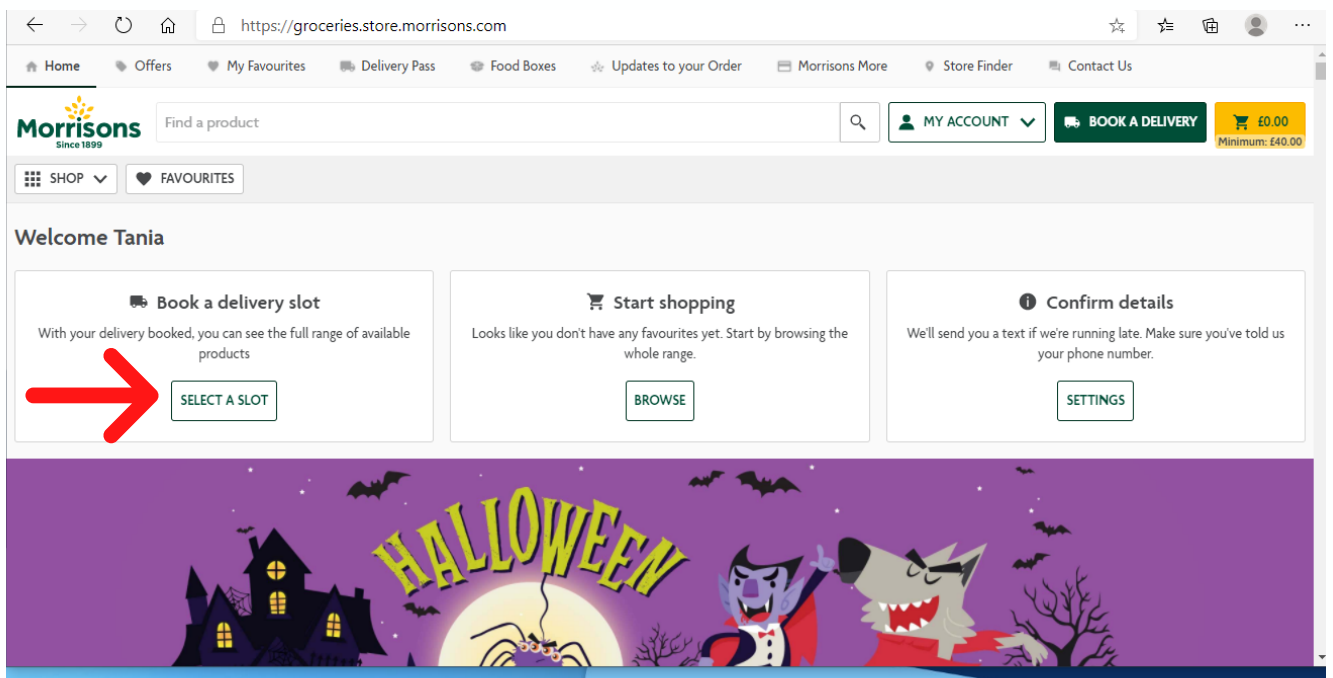 https://groceries.store.morrisons.com
Home Offers My Favourites Delivery Pass Food Boxes Updates to your Order Morrisons More Store Finder Contact Us
Morrisons
Since 1899
Find a product
MY ACCOUNT
BOOK A DELIVERY
£0.00
Minimum: £40.00
SHOP FAVOURITES
Welcome Tania
Book a delivery slot
With your delivery booked, you can see the full range of available
products
SELECT A SLOT
Start shopping
Looks like you don't have any favourites yet. Start by browsing the
whole range.
BROWSE
Confirm details
We'll send you a text if we're running late. Make sure you've told us
your phone number.
SETTINGS
HALLOWEEN